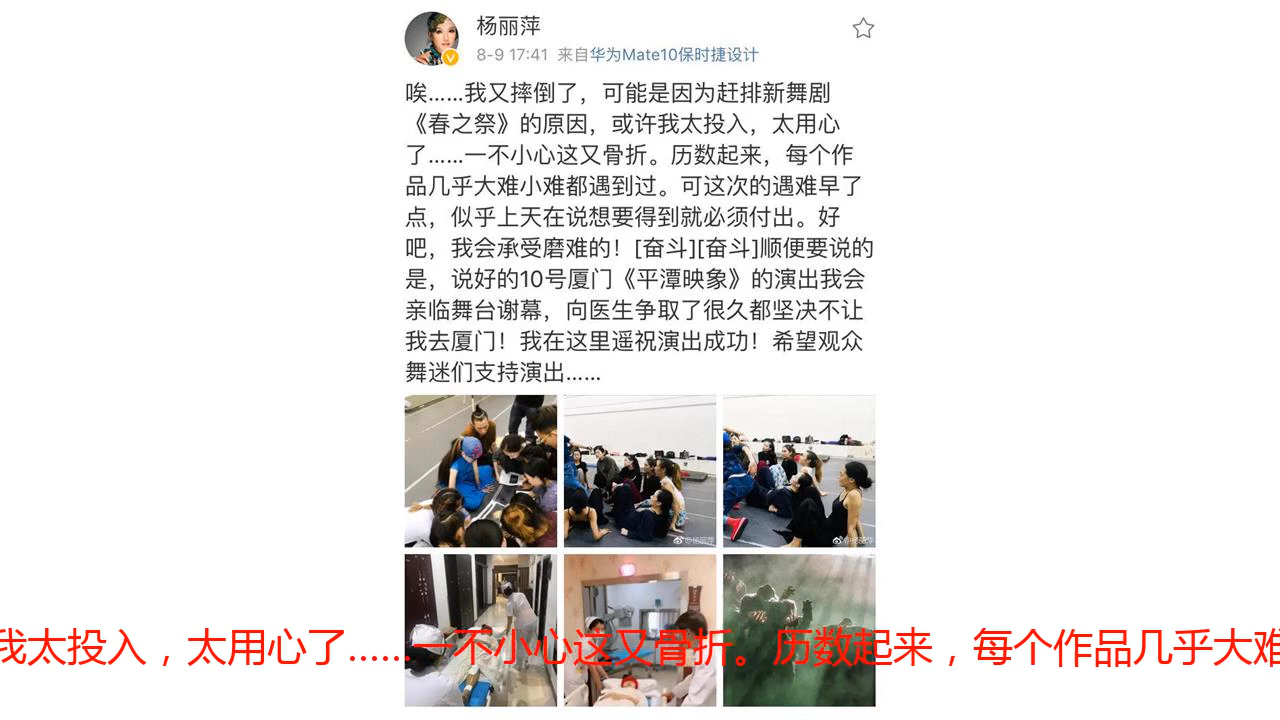 杨丽萍
8-9 17:41 来自华为Mate10保时捷设计
唉……我又摔倒了，可能是因为赶排新舞剧
《春之祭》的原因，或许我太投入，太用心
了……一不小心这又骨折。历数起来，每个作
品几乎大难小难都遇到过。可这次的遇难早了
点，似乎上天在说想要得到就必须付出。好
吧，我会承受磨难的！[奋斗][奋斗]顺便要说的
是，说好的10号厦门《平潭映象》的演出我会
亲临舞台谢幕，向医生争取了很久都坚决不让
我去厦门！我在这里遥祝演出成功！希望观众
舞迷们支持演出……
@杨丽萍
@杨丽萍
我太投入，太用心了……一不小心这又骨折。历数起来，每个作品几乎大难